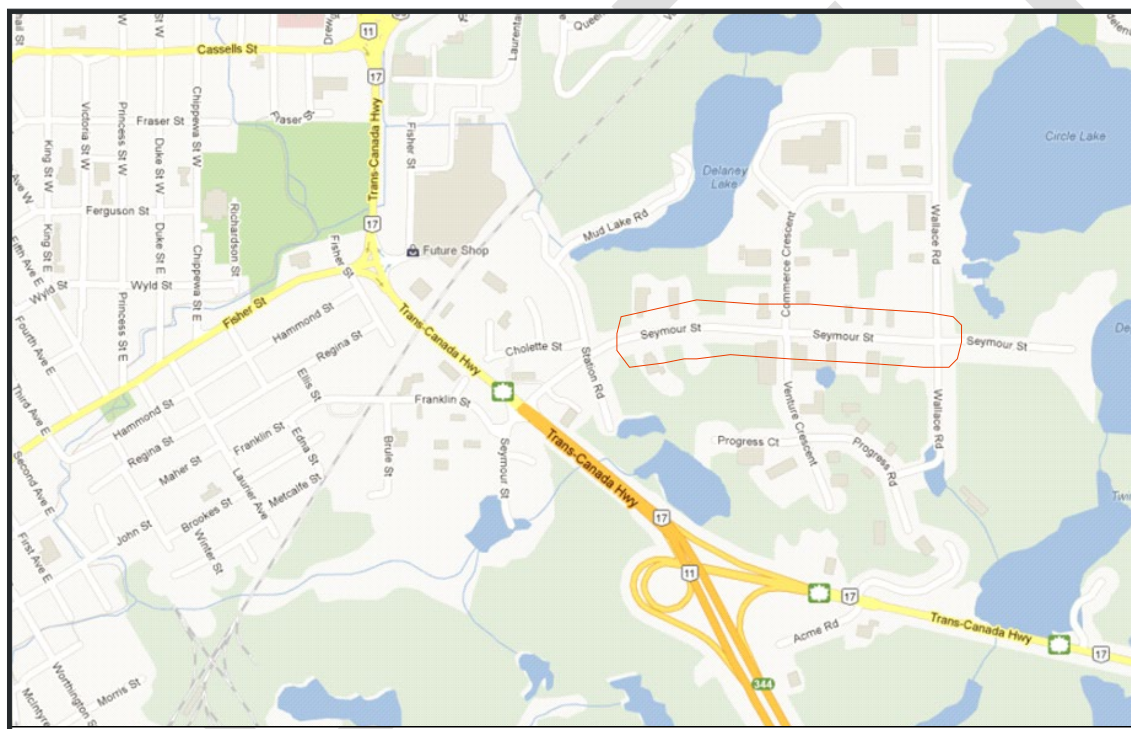 Cassells St
11
17
Trans-Canada Hwy
17
Fraser St
Fraser St
Victoria St W
Princess St W
Chippewa St W
King St W
Duke St W
Ferguson St
Richardson St
King St E
Duke St E
Chippewa St E
Wyld St
Wyld St
Princess St E
Fifth Ave E
Fourth Ave E
Third Ave E
Second Ave E
First Ave E
Fisher St
Fisher St
Fisher St
Future Shop
Laurentan
Mud Lake Rd
Delaney
Lake
Circle Lake
Commerce Crescent
Wallace Rd
Seymour St
Seymour St
Seymour St
Cholette St
Station Rd
Trans-Canada Hwy
Hammond St
Regina St
Ellis St
Franklin St
Hammond St
Regina St
Franklin St
Edna St
Maher St
Laurier Ave
Metcalfe St
Brule St
Seymour St
Brookes St
John St
Winter St
Trans-Canada Hwy
17
11
Venture Crescent
Progress Ct
Progress Rd
Wallace Rd
17
Acme Rd
Trans-Canada Hwy
17
344
Worthington St
Morris St
McIntyre